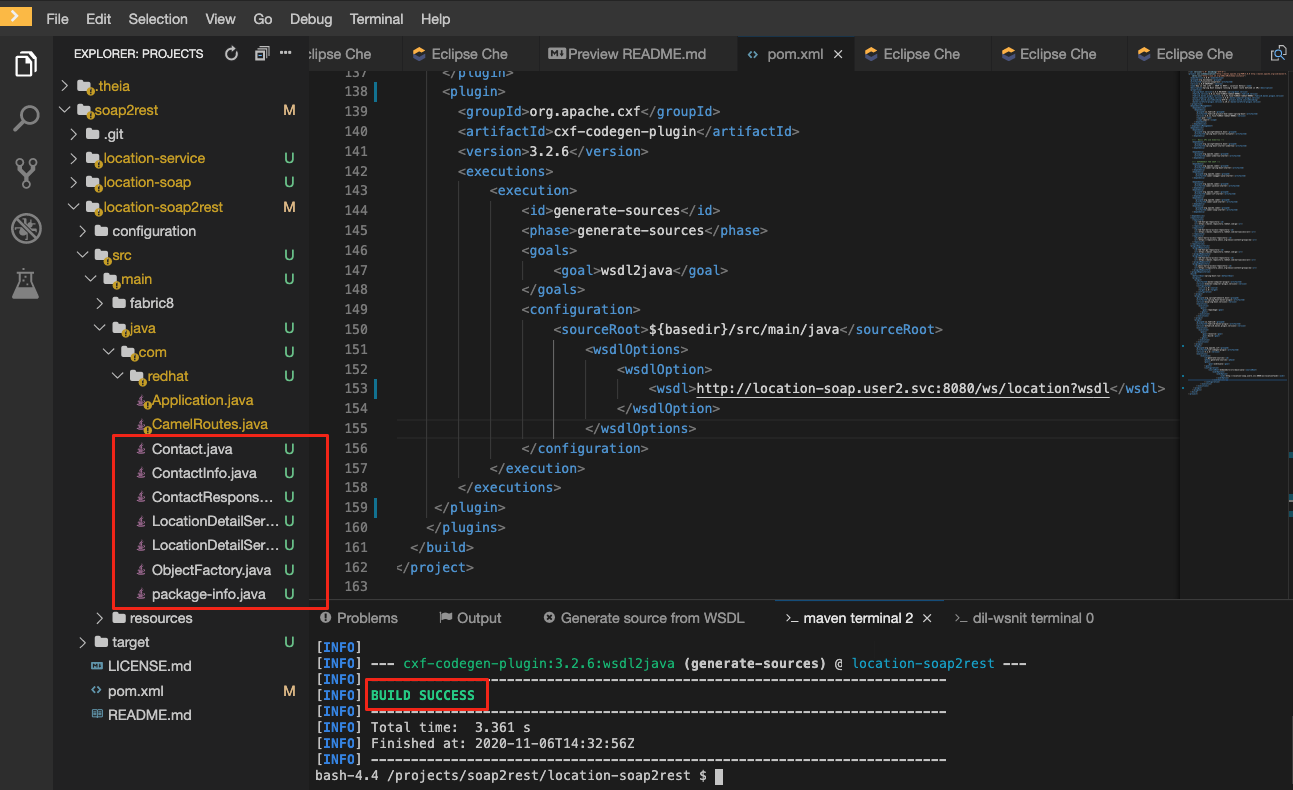 File Edit Selection View Go Debug Terminal Help
EXPLORER: PROJECTS
clipse Che Eclipse Che Preview README.md pom.xml Eclipse Che Eclipse Che Eclipse Che
.theia
soap2rest M
.git
location-service U
location-soap U
location-soap2rest M
configuration
src U
main U
fabric8
java U
com U
redhat U
Application.java
CamelRoutes.java
Contact.java U
ContactInfo.java U
ContactRespons... U
LocationDetailSer... U
LocationDetailSer... U
ObjectFactory.java U
package-info.java U
resources
target U
LICENSE.md
pom.xml M
README.md
137 </plugin>
138 <plugin>
139 <groupId>org.apache.cxf</groupId>
140 <artifactId>cxf-codegen-plugin</artifactId>
141 <version>3.2.6</version>
142 <executions>
143 <execution>
144 <id>generate-sources</id>
145 <phase>generate-sources</phase>
146 <goals>
147 <goal>wsdl2java</goal>
148 </goals>
149 <configuration>
150 <sourceRoot>${basedir}/src/main/java</sourceRoot>
151 <wsdlOptions>
152 <wsdlOption>
153 <wsdl>http://location-soap.user2.svc:8080/ws/location?wsdl</wsdl>
154 </wsdlOption>
155 </wsdlOptions>
156 </configuration>
157 </execution>
158 </executions>
159 </plugin>
160 </plugins>
161 </build>
162 </project>
163
Problems Output Generate source from WSDL >_ maven terminal 2 >_ dil-wsnit terminal 0
[INFO]
[INFO] --- cxf-codegen-plugin:3.2.6:wsdl2java (generate-sources) @ location-soap2rest ---
[INFO] ------------------------------------------------------------------------
[INFO] BUILD SUCCESS
[INFO] ------------------------------------------------------------------------
[INFO] Total time: 3.361 s
[INFO] Finished at: 2020-11-06T14:32:56Z
[INFO] ------------------------------------------------------------------------
bash-4.4 /projects/soap2rest/location-soap2rest $